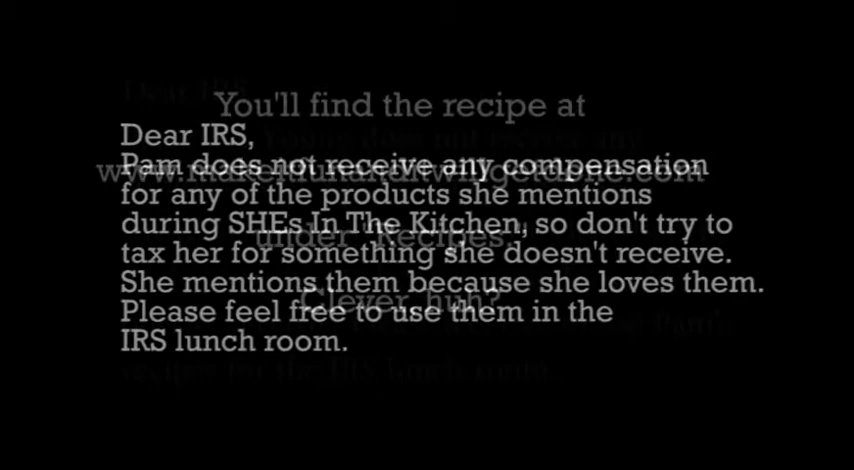 You'll find the recipe at
Dear IRS,
www.makeitfunanditwillgetdone.com
Pam does not receive any compensation
for any of the products she mentions
during SHEs In The Kitchen, so don't try to
under "Recipes."
tax her for something she doesn't receive.
She mentions them because she loves them.
Clever, huh?
Please feel free to use them in the
IRS lunch room.